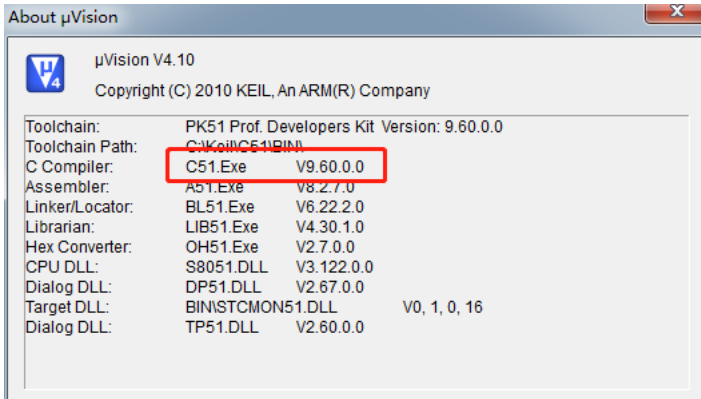 About µVision
µVision V4.10
Copyright (C) 2010 KEIL, An ARM(R) Company
Toolchain: PK51 Prof. Developers Kit Version: 9.60.0.0
Toolchain Path: C:\Keil\C51\BIN\
C Compiler: C51.Exe V9.60.0.0
Assembler: A51.Exe V8.2.7.0
Linker/Locator: BL51.Exe V6.22.2.0
Librarian: LIB51.Exe V4.30.1.0
Hex Converter: OH51.Exe V2.7.0.0
CPU DLL: S8051.DLL V3.122.0.0
Dialog DLL: DP51.DLL V2.67.0.0
Target DLL: BIN\STCMON51.DLL V0, 1, 0, 16
Dialog DLL: TP51.DLL V2.60.0.0